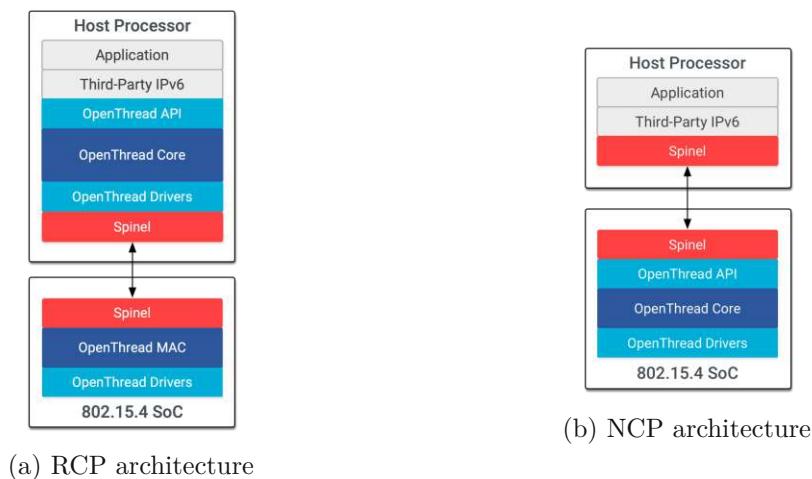 Host Processor
Application
Third-Party IPv6
OpenThread API
OpenThread Core
OpenThread Drivers
Spinel
Spinel
OpenThread MAC
OpenThread Drivers
802.15.4 SoC
(a) RCP architecture
Host Processor
Application
Third-Party IPv6
Spinel
Spinel
OpenThread API
OpenThread Core
OpenThread Drivers
802.15.4 SoC
(b) NCP architecture